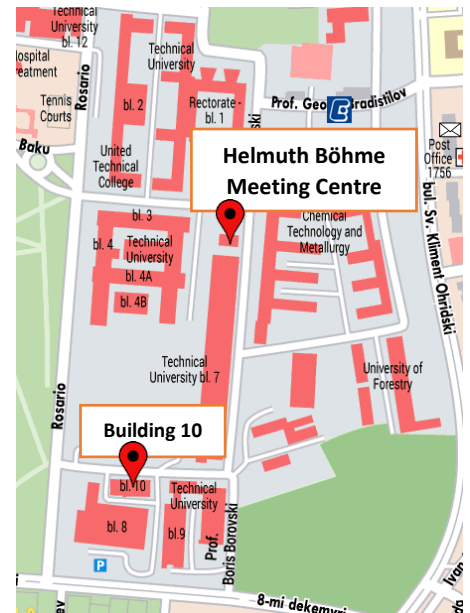 Technical
University
bl. 12
Technical
University
Hospital
Treatment
Rosario
bl. 2
Rectorate -
bl. 1
Prof. Geo
Bradistilov
Tennis
Courts
Baku
United
Technical
College
Post
Office
1756
Helmuth Böhme
Meeting Centre
bl. 3
bl. 4
Technical
University
bl. 4A
bl. 4B
Chemical
Technology and
Metallurgy
bul. Sv. Kliment Ohridski
Technical
University bl. 7
University of
Forestry
Rosario
Building 10
bl. 10
Technical
University
bl. 8
bl.9
P
Prof.
Boris Borovski
8-mi dekemvri
Ivan